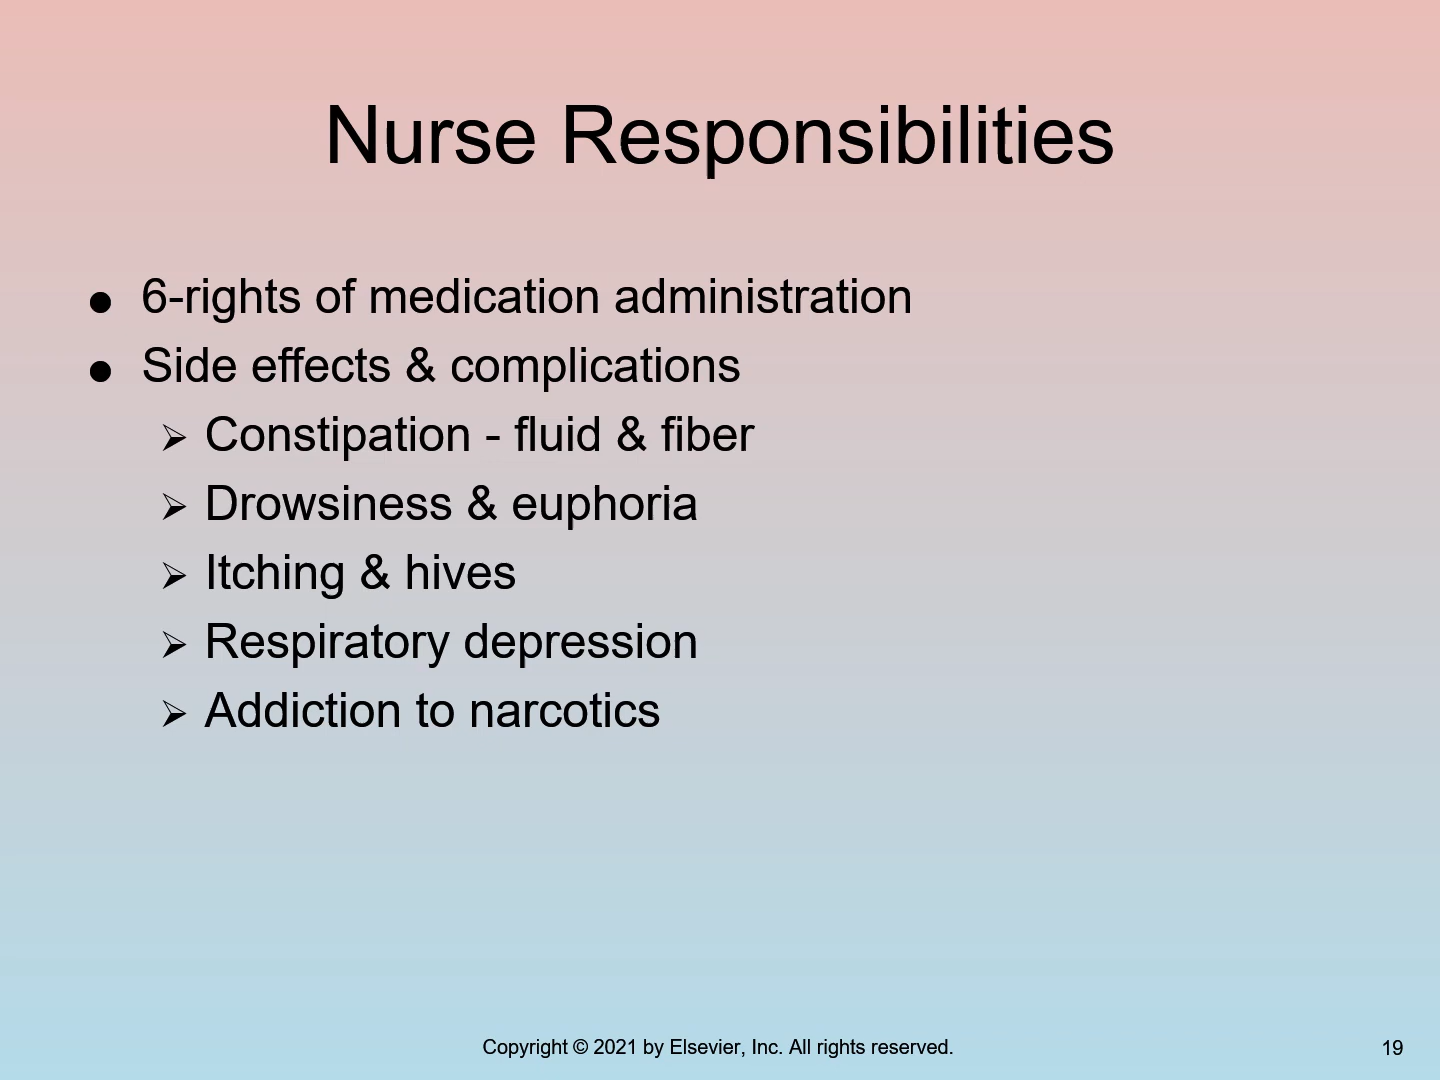 Nurse Responsibilities
● 6-rights of medication administration
● Side effects & complications
➢ Constipation - fluid & fiber
➢ Drowsiness & euphoria
➢ Itching & hives
➢ Respiratory depression
➢ Addiction to narcotics
Copyright © 2021 by Elsevier, Inc. All rights reserved.
19